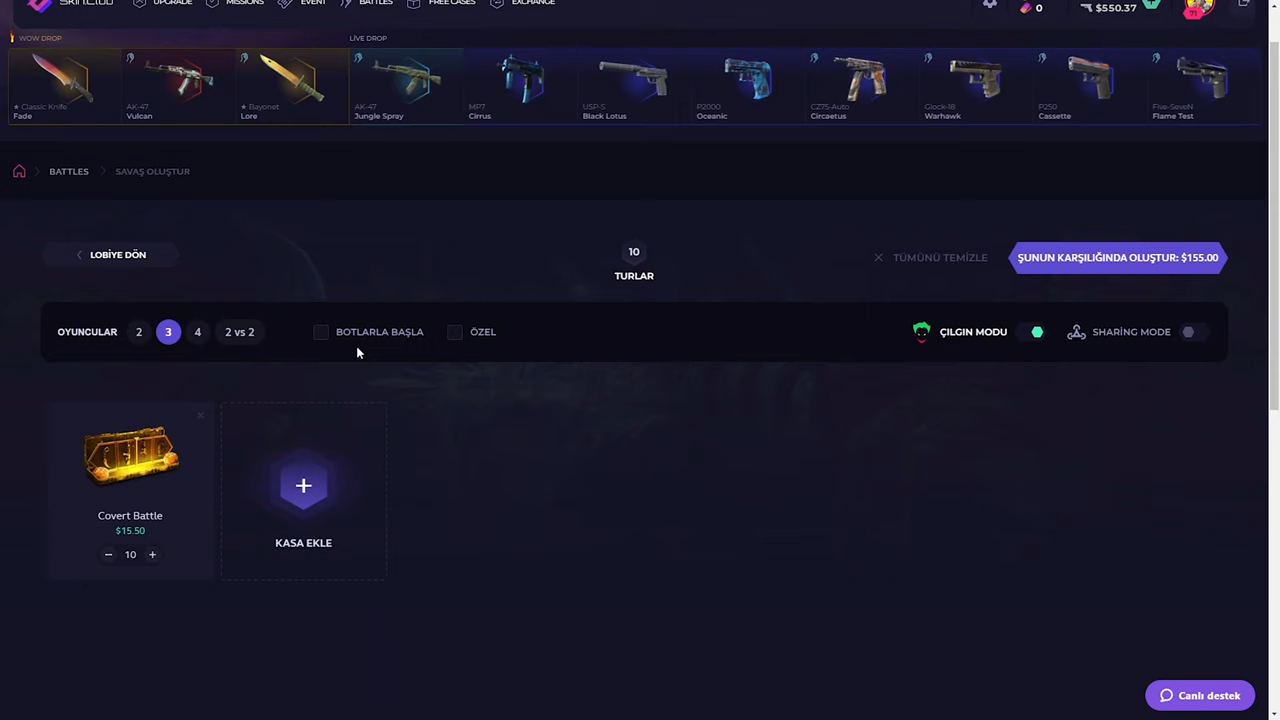 SKINCLUB
UPGRADE
MISSIONS
EVENT
BATTLES
FREE CASES
EXCHANGE
0
$550.37
WOW DROP
LIVE DROP
★ Classic Knife
Fade
AK-47
Vulcan
★ Bayonet
Lore
AK-47
Jungle Spray
MP7
Cirrus
USP-S
Black Lotus
P2000
Oceanic
CZ75-Auto
Circaetus
Glock-18
Warhawk
P250
Cassette
Five-SeveN
Flame Test
BATTLES
SAVAŞ OLUŞTUR
LOBİYE DÖN
10
TURLAR
TÜMÜNÜ TEMİZLE
ŞUNUN KARŞILIĞINDA OLUŞTUR: $155.00
OYUNCULAR 2 3 4 2 vs 2
BOTLARLA BAŞLA
ÖZEL
ÇILGIN MODU
SHARİNG MODE
Covert Battle
$15.50
− 10 +
KASA EKLE
Canlı destek